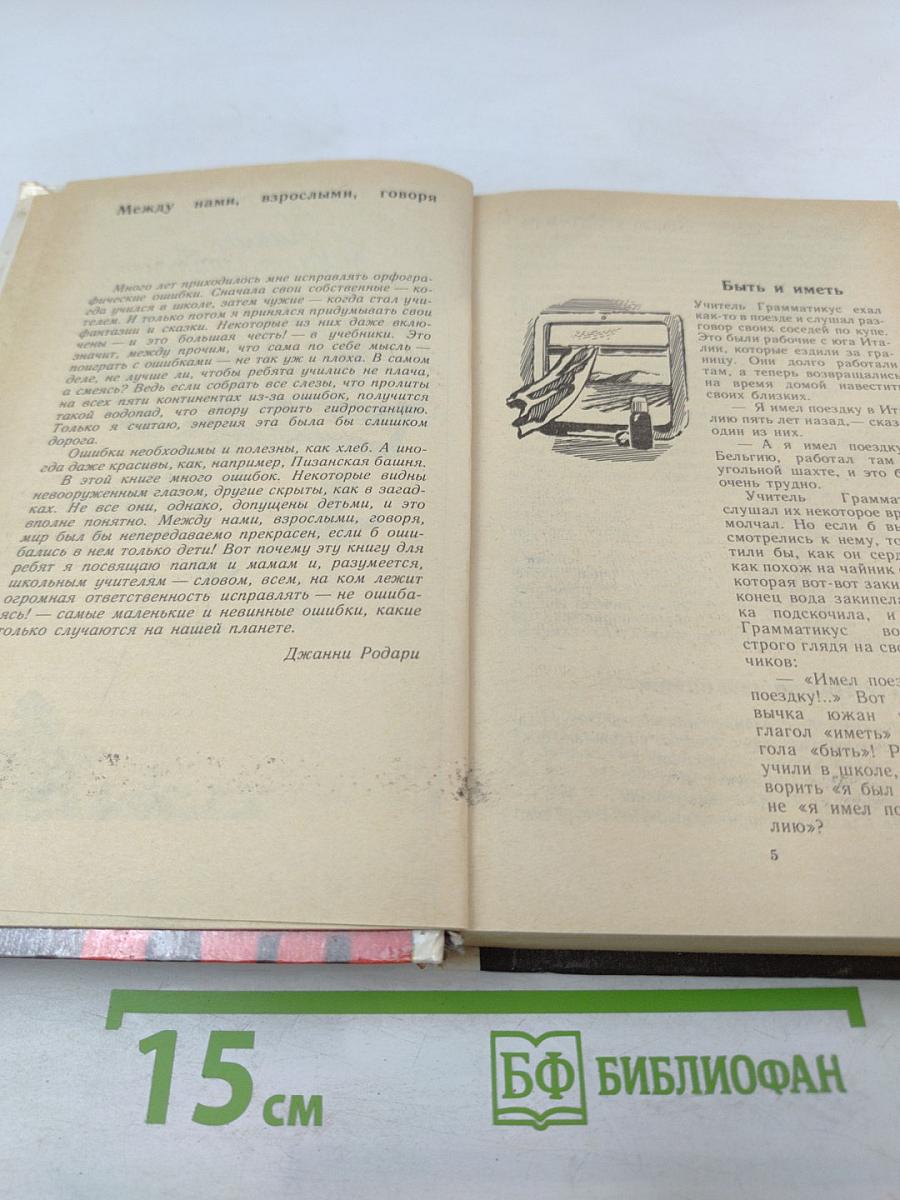 Между нами, взрослыми, говоря
Много лет приходилось мне исправлять орфогра-
фические ошибки. Сначала свои собственные — ко-
гда учился в школе, затем чужие — когда стал учи-
телем. И только потом я принялся придумывать свои
фантазии и сказки. Некоторые из них даже вклю-
чены — и это большая честь! — в учебники. Это
значит, между прочим, что сама по себе мысль —
поиграть с ошибками — не так уж и плоха. В самом
деле, не лучше ли, чтобы ребята учились не плача,
а смеясь? Ведь если собрать все слезы, что пролиты
на всех пяти континентах из-за ошибок, получится
такой водопад, что впору строить гидростанцию.
Только я считаю, энергия эта была бы слишком
дорога.
Ошибки необходимы и полезны, как хлеб. А ино-
гда даже красивы, как, например, Пизанская башня.
В этой книге много ошибок. Некоторые видны
невооруженным глазом, другие скрыты, как в загад-
ках. Не все они, однако, допущены детьми, и это
вполне понятно. Между нами, взрослыми, говоря,
мир был бы непередаваемо прекрасен, если б оши-
бались в нем только дети! Вот почему эту книгу для
ребят я посвящаю папам и мамам и, разумеется,
школьным учителям — словом, всем, на ком лежит
огромная ответственность исправлять — не ошиба-
ясь! — самые маленькие и невинные ошибки, какие
только случаются на нашей планете.
Джанни Родари
Быть и иметь
Учитель Грамматикус ехал
как-то в поезде и слушал раз-
говор своих соседей по купе.
Это были рабочие с юга Ита-
лии, которые ездили за гра-
ницу. Они долго работали
там, а теперь возвращались
на время домой навестит
своих близких.
— Я имел поездку в Ит
лию пять лет назад,— сказ
один из них.
— А я имел поездку
Бельгию, работал там
угольной шахте, и это б
очень трудно.
Учитель Граммат
слушал их некоторое вр
молчал. Но если б вы
смотрелись к нему, то
тили бы, как он серд
как похож на чайник
которая вот-вот заки
конец вода закипела
ка подскочила, и
Грамматикус во
строго глядя на сво
чиков:
— «Имел поез
поездку!..» Вот
вычка южан
глагол «иметь»
гола «быть»! Р
учили в школе,
ворить «я был
не «я имел по
лию»?
5
15 см
БФ БИБЛИОФАН